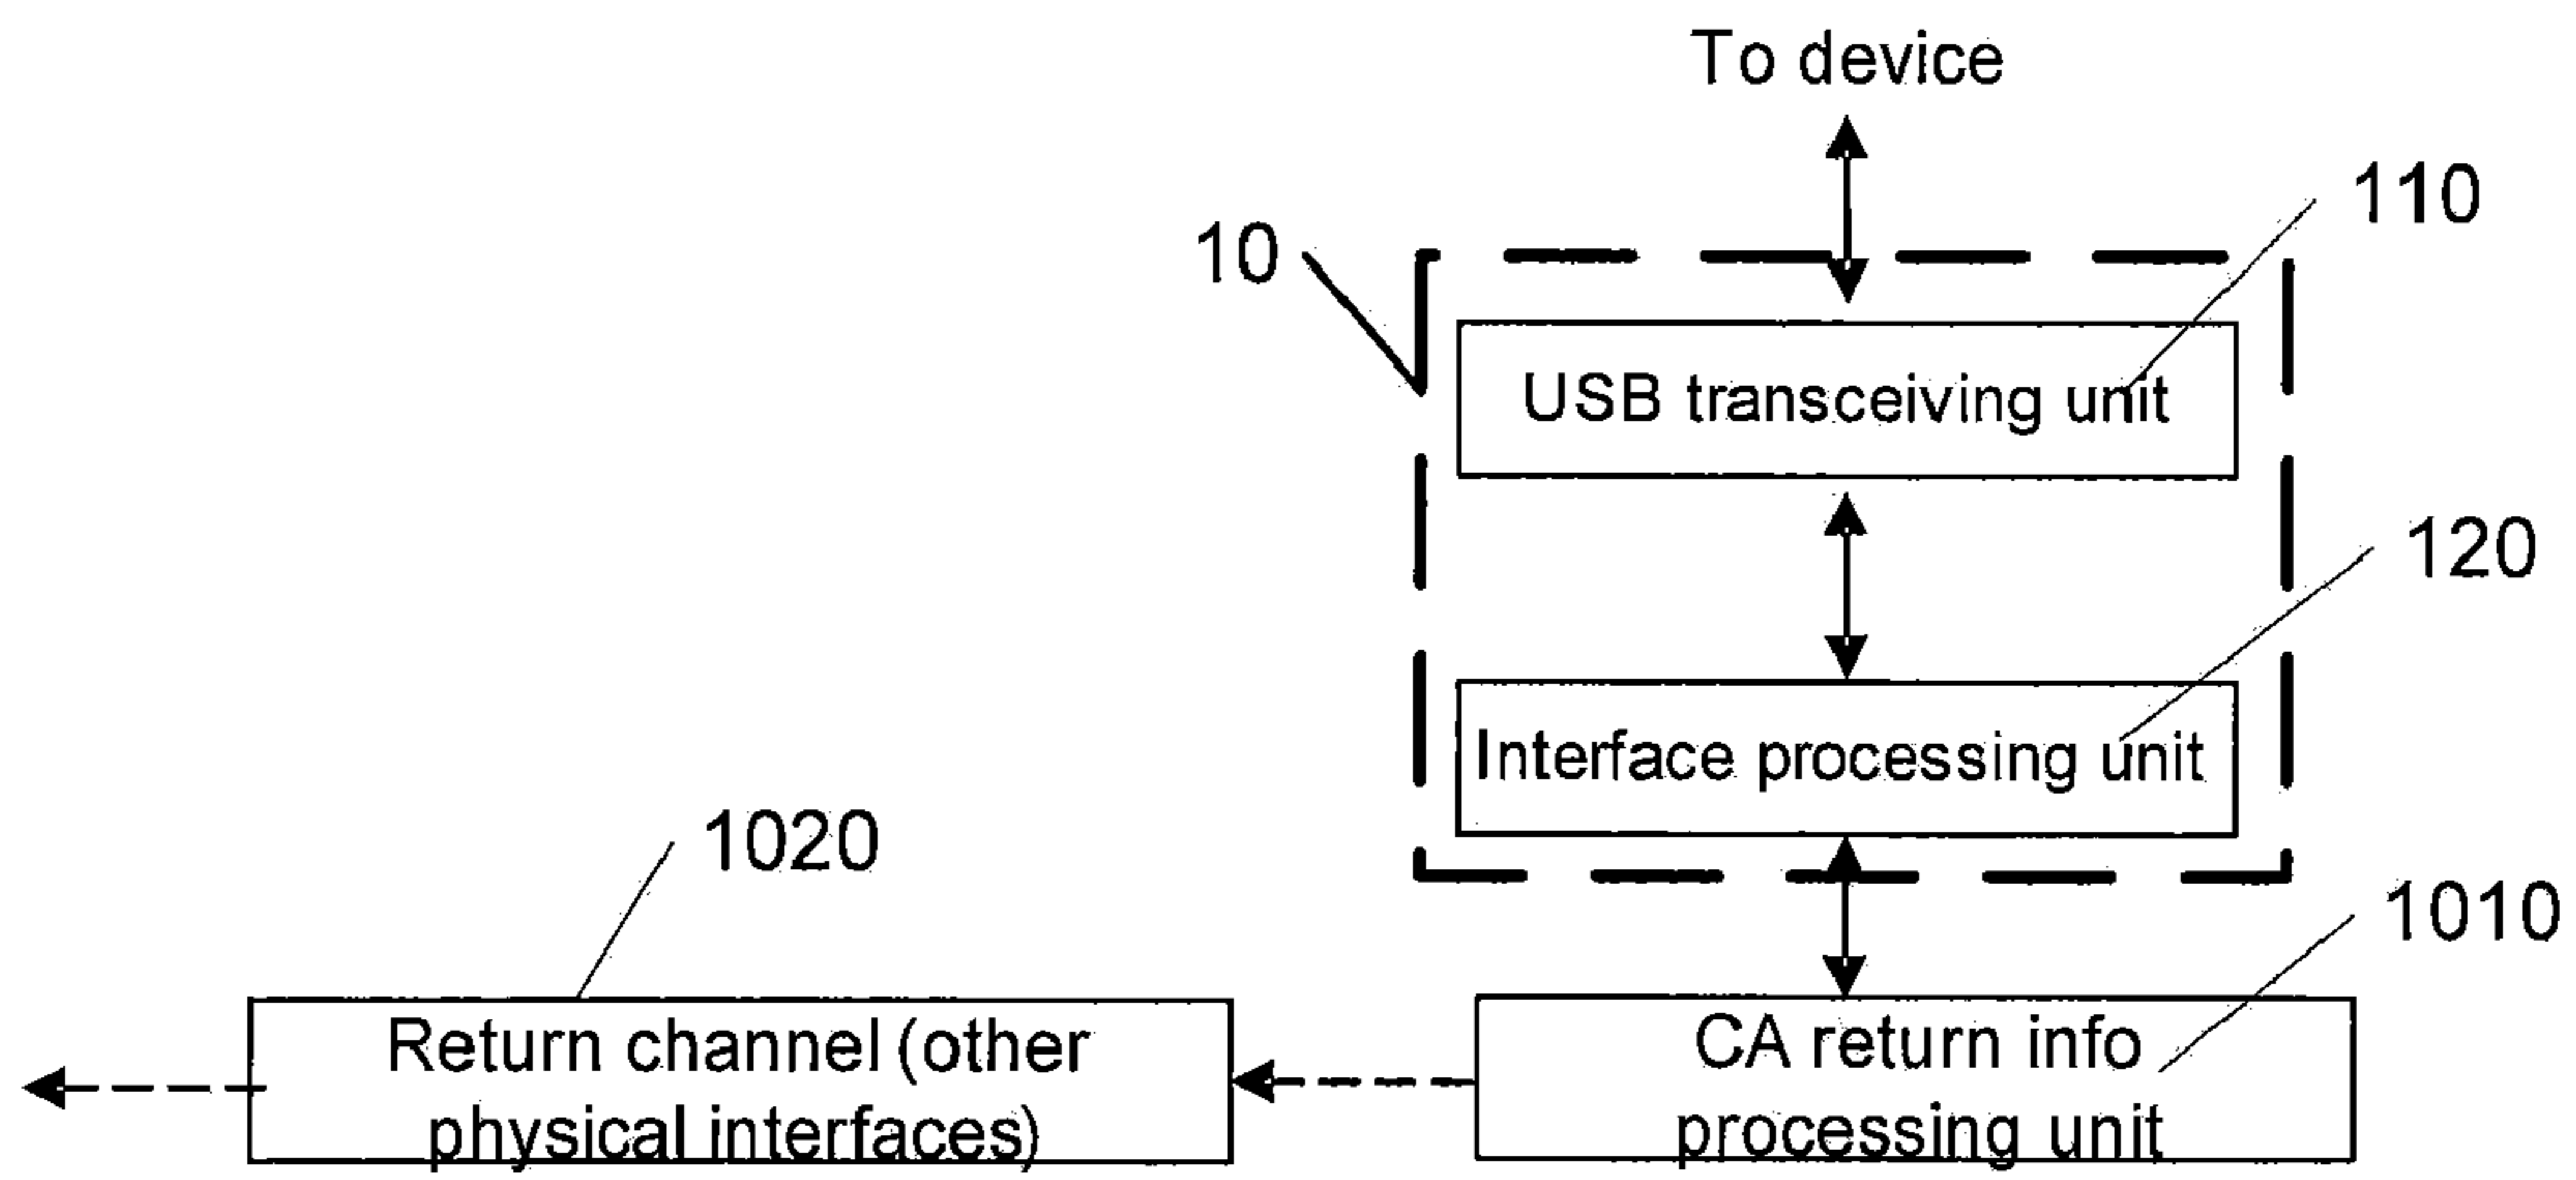 To device
110
10
USB transceiving unit
120
Interface processing unit
1020
1010
Return channel (other
physical interfaces)
CA return info
processing unit